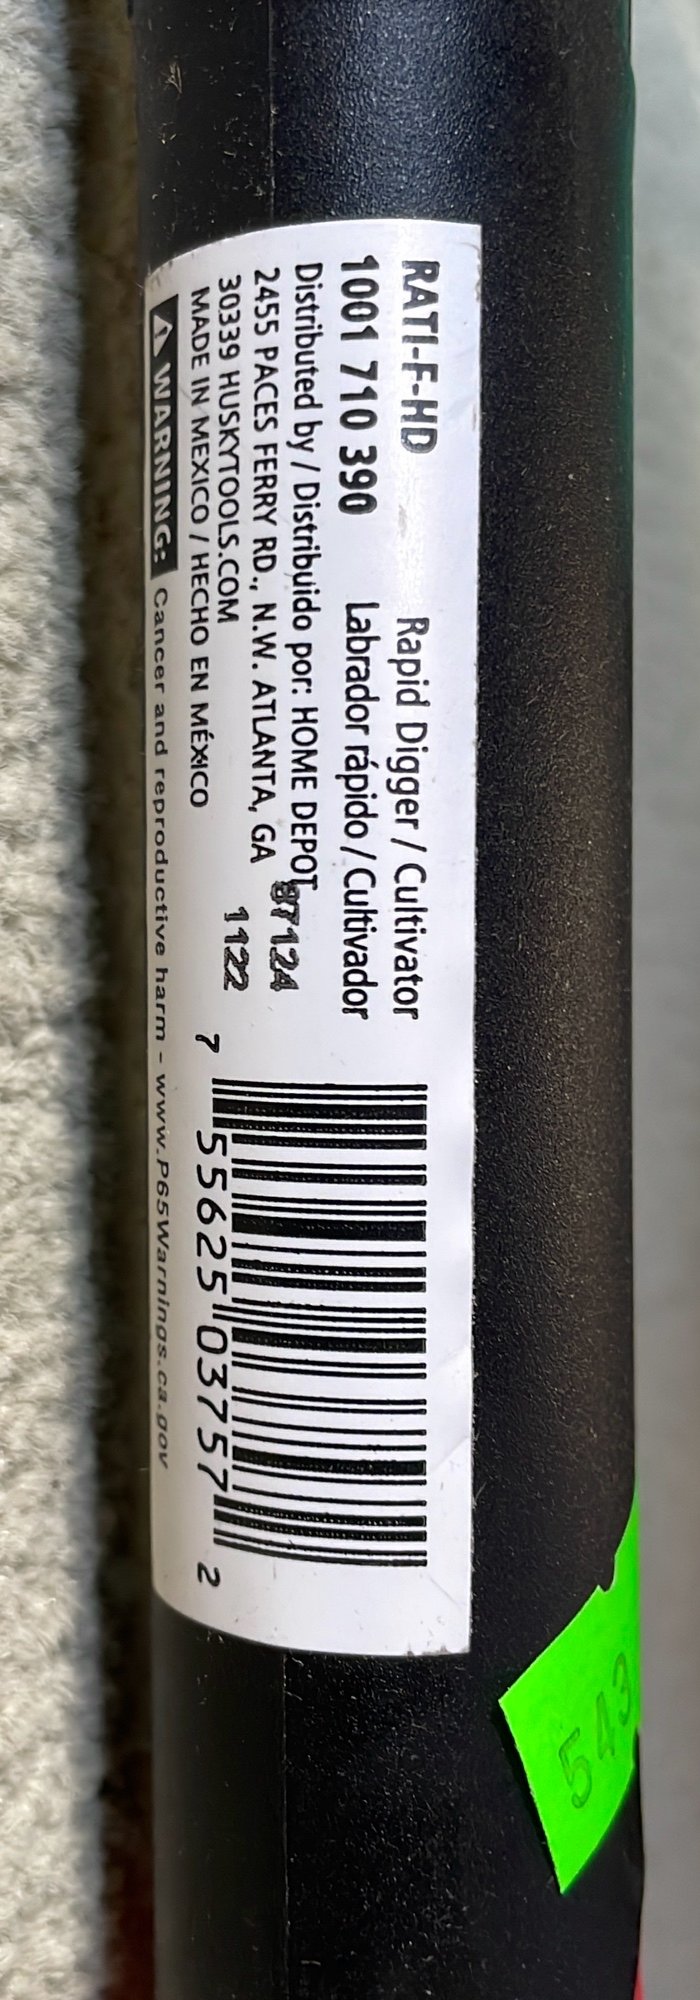 RATI-F-HD Rapid Digger / Cultivator
1001 710 390 Labrador rápido / Cultivador
Distributed by / Distribuido por: HOME DEPOT
2455 PACES FERRY RD., N.W. ATLANTA, GA 87124
30339 HUSKYTOOLS.COM 1122
MADE IN MEXICO / HECHO EN MÉXICO
WARNING: Cancer and reproductive harm – www.P65Warnings.ca.gov
7 55625 03757 2
543